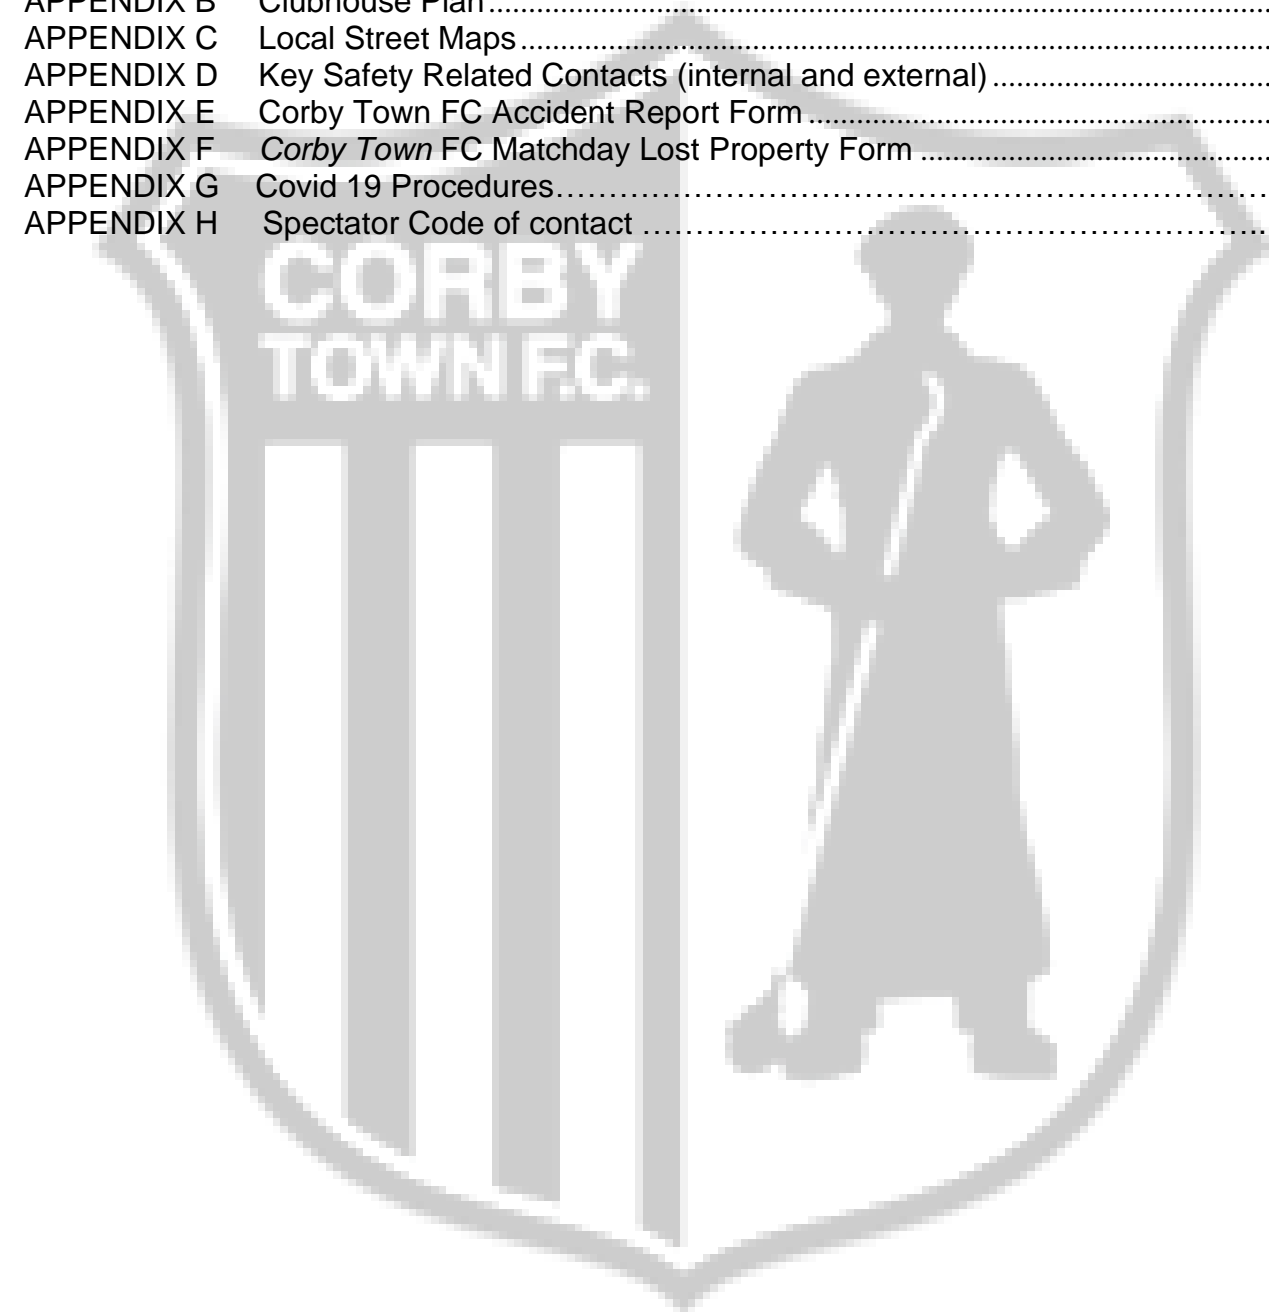 APPENDIX B Clubhouse Plan
APPENDIX C Local Street Maps
APPENDIX D Key Safety Related Contacts (internal and external)
APPENDIX E Corby Town FC Accident Report Form
APPENDIX F Corby Town FC Matchday Lost Property Form
APPENDIX G Covid 19 Procedures
APPENDIX H Spectator Code of contact
CORBY
TOWN F.C.